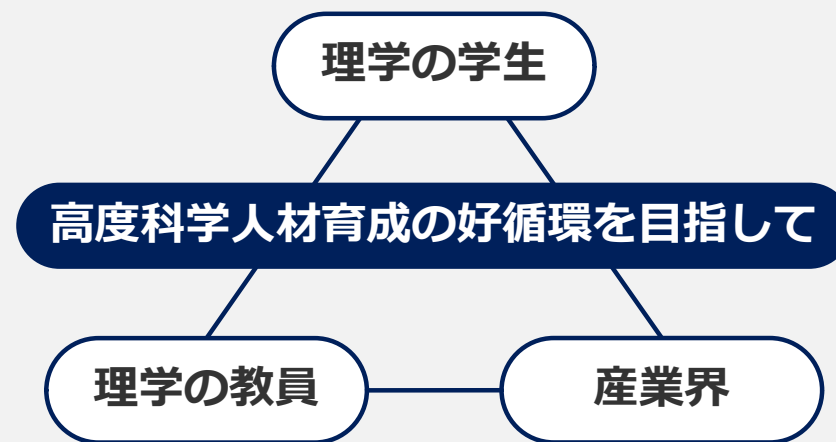 理学の学生
高度科学人材育成の好循環を目指して
理学の教員
産業界